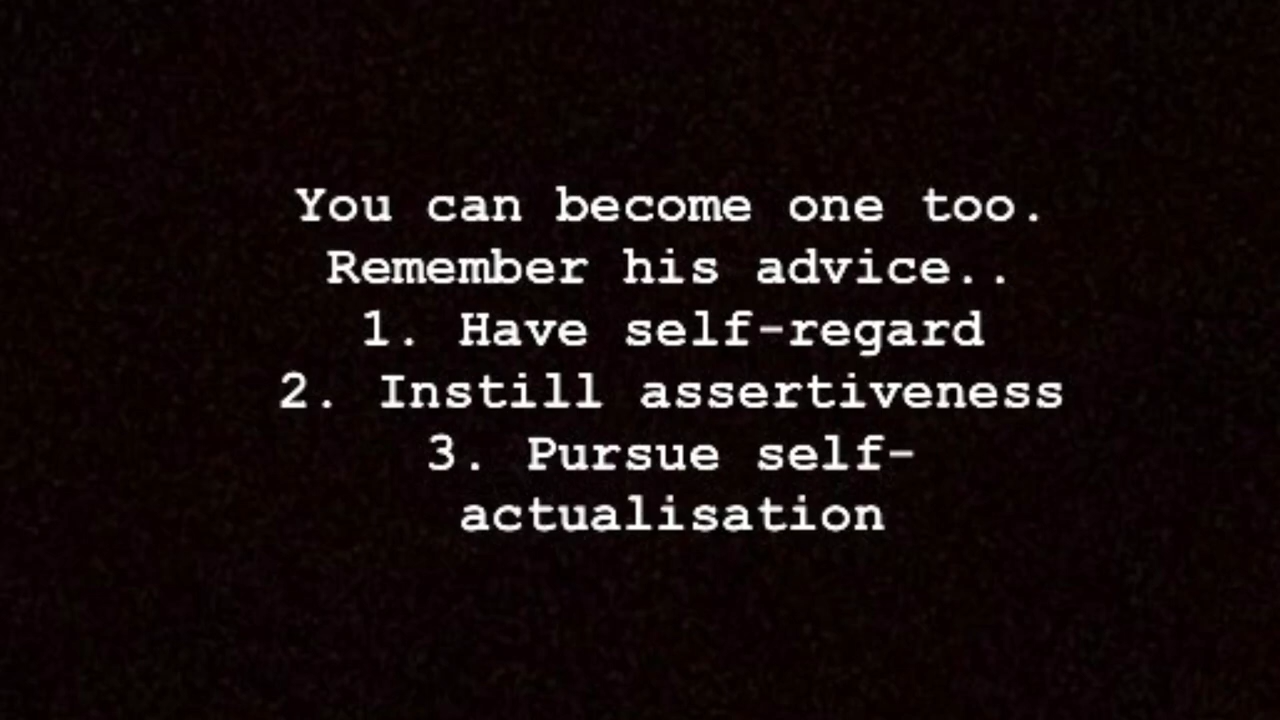 You can become one too.
Remember his advice..
1. Have self-regard
2. Instill assertiveness
3. Pursue self-
actualisation